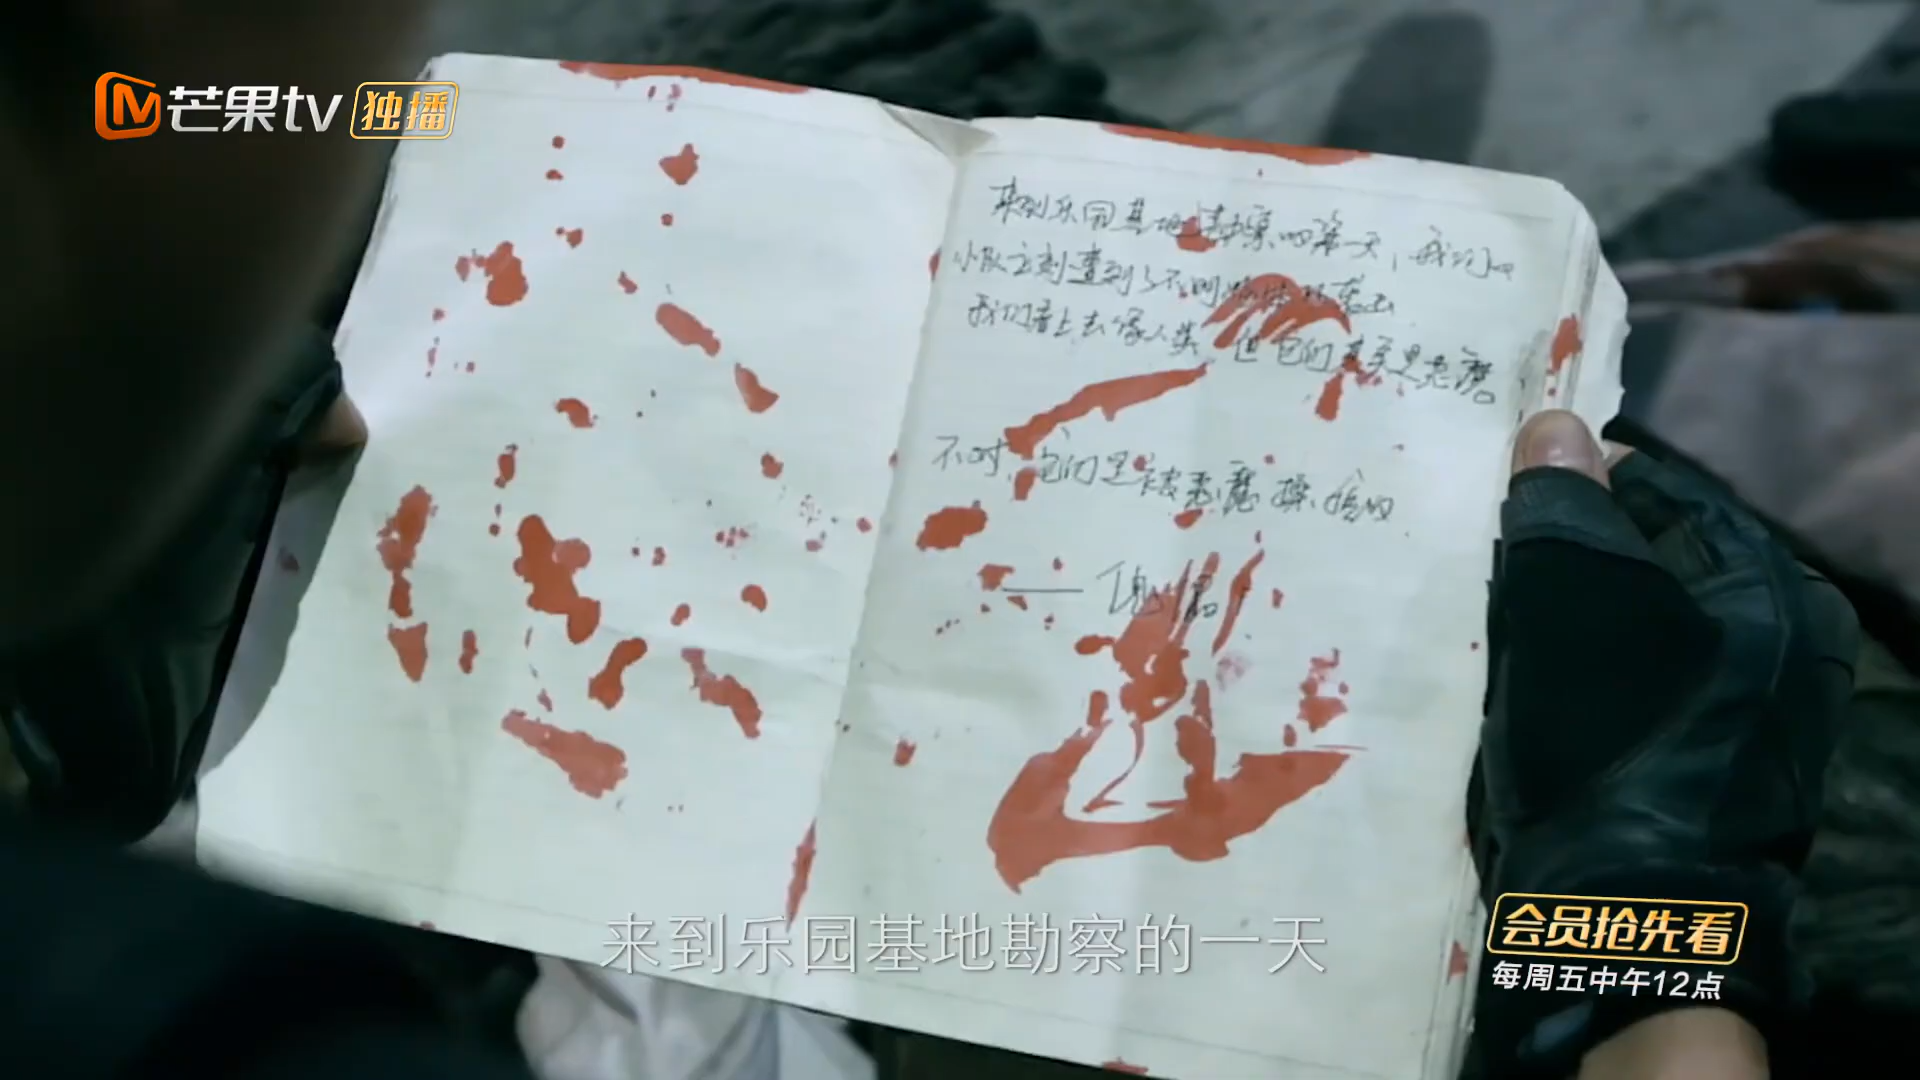 芒果tv 独播
来到乐园基地勘察的第一天，我们的
小队立刻遭到了不明
我们看上去像人类 但它们其实是恶魔。
不对，它们是被恶魔操 的
—— 傀儡。
来到乐园基地勘察的一天
会员抢先看
每周五中午12点